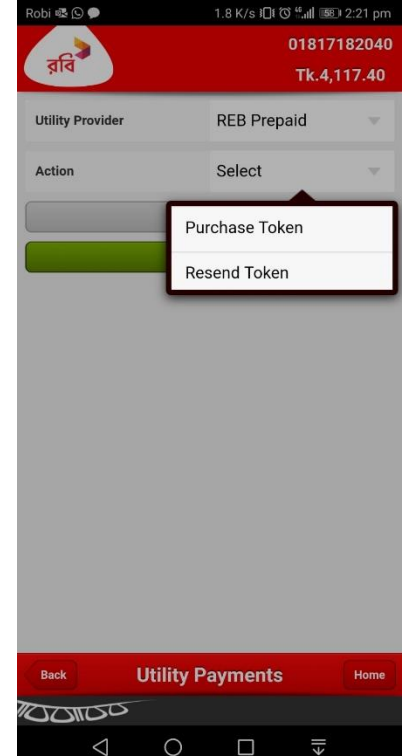 Robi 1.8 K/s 58 2:21 pm
রবি
01817182040
Tk.4,117.40
Utility Provider REB Prepaid
Action Select
Purchase Token
Resend Token
Back Utility Payments Home